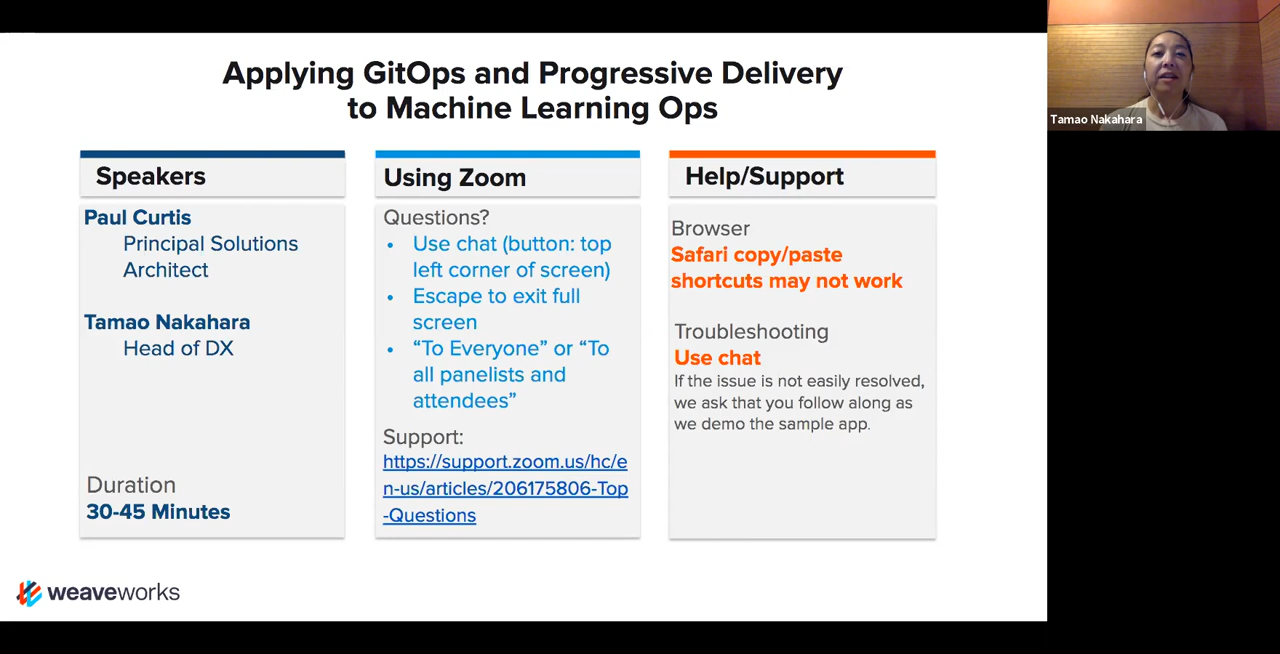 Applying GitOps and Progressive Delivery
to Machine Learning Ops
Speakers
Paul Curtis
Principal Solutions
Architect
Tamao Nakahara
Head of DX
Duration
30-45 Minutes
Using Zoom
Questions?
• Use chat (button: top
left corner of screen)
• Escape to exit full
screen
• “To Everyone” or “To
all panelists and
attendees”
Support:
https://support.zoom.us/hc/e
n-us/articles/206175806-Top
-Questions
Help/Support
Browser
Safari copy/paste
shortcuts may not work
Troubleshooting
Use chat
If the issue is not easily resolved,
we ask that you follow along as
we demo the sample app.
weaveworks
Tamao Nakahara